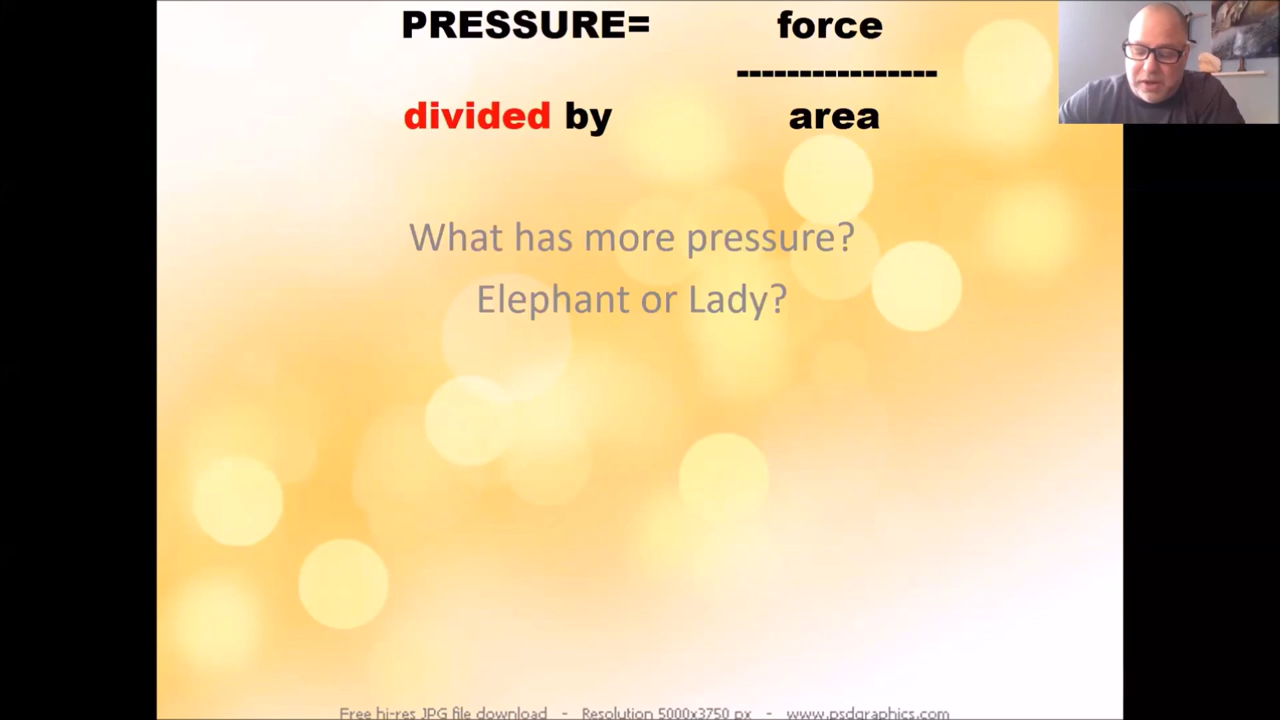 PRESSURE= force
----------------
divided by area
What has more pressure?
Elephant or Lady?
Free hi-res JPG file download - Resolution 5000x3750 px - www.psdgraphics.com